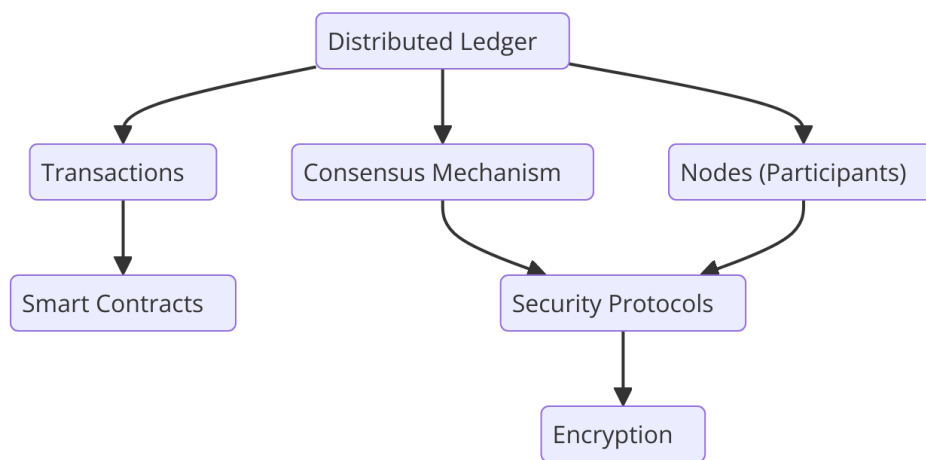 Distributed Ledger
Transactions
Consensus Mechanism
Nodes (Participants)
Smart Contracts
Security Protocols
Encryption